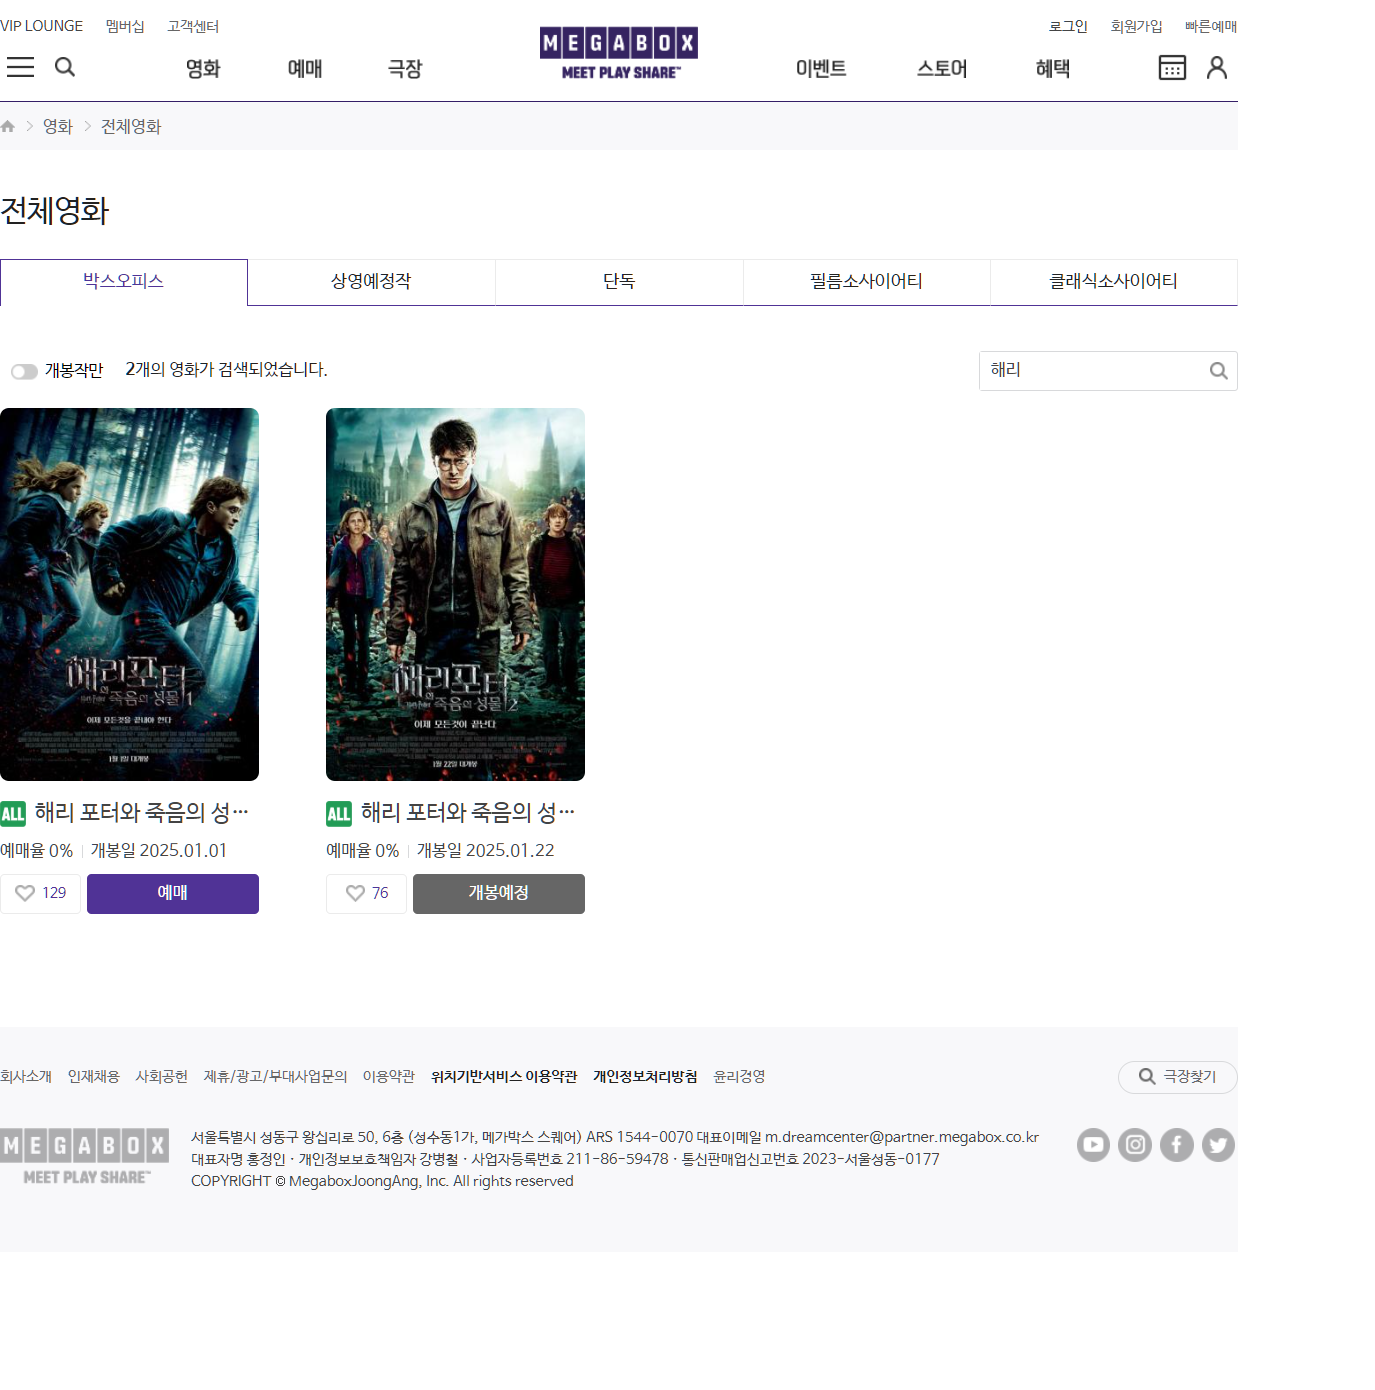 VIP LOUNGE 멤버십 고객센터
로그인 회원가입 빠른예매
MEGABOX
MEET PLAY SHARE™
영화 예매 극장 이벤트 스토어 혜택
영화 전체영화
전체영화
박스오피스 상영예정작 단독 필름소사이어티 클래식소사이어티
개봉작만 2개의 영화가 검색되었습니다.
해리
해리포터와 죽음의 성물 1
이제 모든것을 끝내야 한다
1월 1일 대개봉
해리포터와 죽음의 성물 2
이제 모든것이 끝난다
1월 22일 대개봉
ALL 해리 포터와 죽음의 성…
예매율 0% 개봉일 2025.01.01
129 예매
ALL 해리 포터와 죽음의 성…
예매율 0% 개봉일 2025.01.22
76 개봉예정
회사소개 인재채용 사회공헌 제휴/광고/부대사업문의 이용약관 위치기반서비스 이용약관 개인정보처리방침 윤리경영
극장찾기
MEGABOX
MEET PLAY SHARE™
서울특별시 성동구 왕십리로 50, 6층 (성수동1가, 메가박스 스퀘어) ARS 1544-0070 대표이메일 m.dreamcenter@partner.megabox.co.kr
대표자명 홍정인 · 개인정보보호책임자 강병철 · 사업자등록번호 211-86-59478 · 통신판매업신고번호 2023-서울성동-0177
COPYRIGHT © MegaboxJoongAng, Inc. All rights reserved